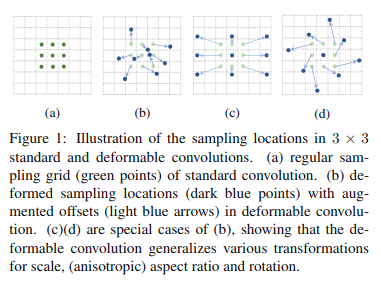 (a)
(b)
(c)
(d)
Figure 1: Illustration of the sampling locations in 3 × 3
standard and deformable convolutions. (a) regular sam-
pling grid (green points) of standard convolution. (b) de-
formed sampling locations (dark blue points) with aug-
mented offsets (light blue arrows) in deformable convolu-
tion. (c)(d) are special cases of (b), showing that the de-
formable convolution generalizes various transformations
for scale, (anisotropic) aspect ratio and rotation.